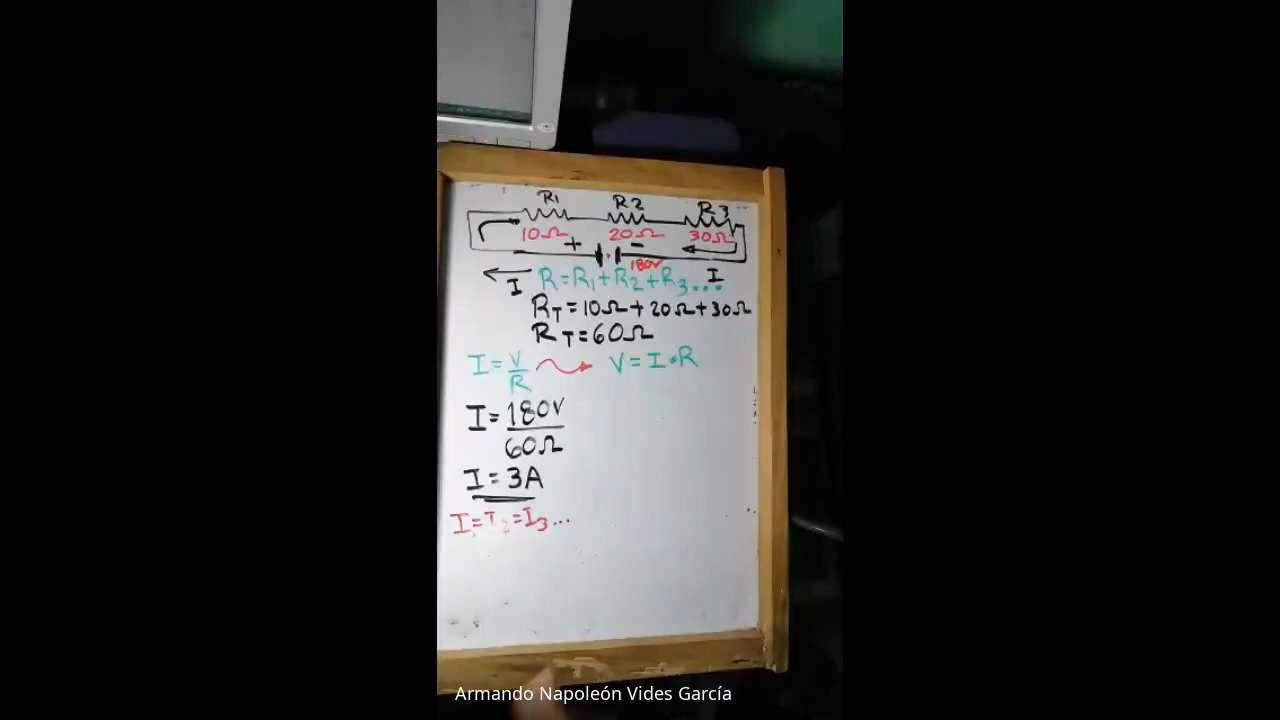 R1 R2 R3
10Ω 20Ω 30Ω
+ -
180V
I I
R=R1+R2+R3...
RT=10Ω+20Ω+30Ω
RT=60Ω
I=V/R V=I•R
I=180V/60Ω
I=3A
I=I2=I3...
Armando Napoleón Vides García